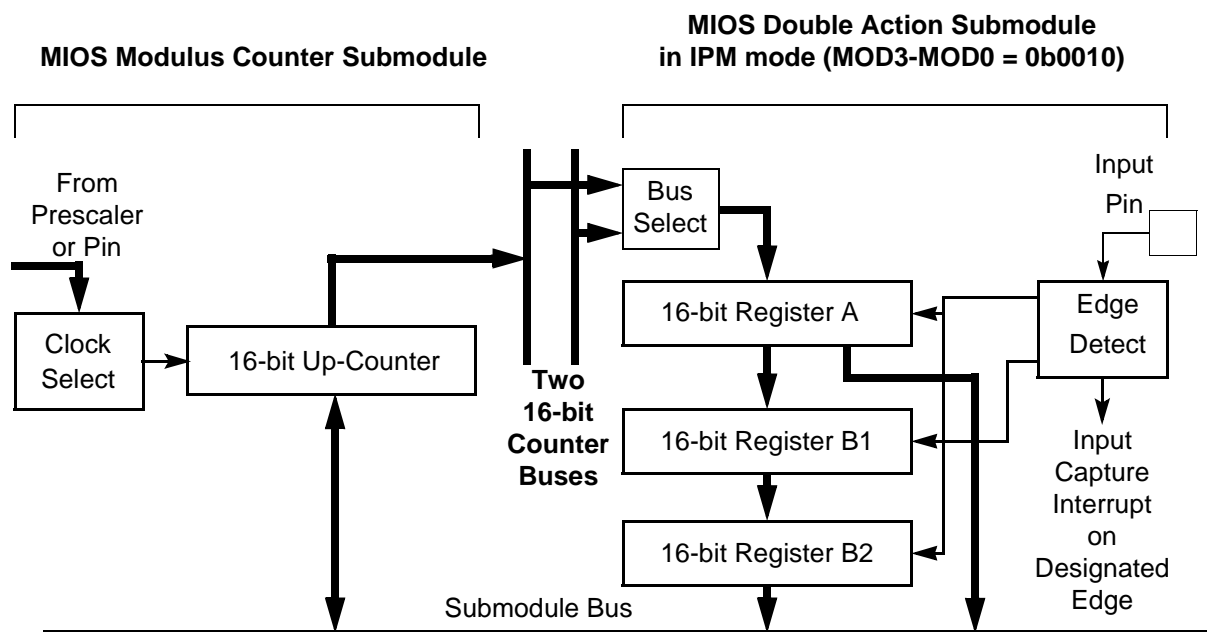 MIOS Modulus Counter Submodule
MIOS Double Action Submodule
in IPM mode (MOD3-MOD0 = 0b0010)
From
Prescaler
or Pin
Clock
Select
16-bit Up-Counter
Two
16-bit
Counter
Buses
Bus
Select
16-bit Register A
16-bit Register B1
16-bit Register B2
Input
Pin
Edge
Detect
Input
Capture
Interrupt
on
Designated
Edge
Submodule Bus